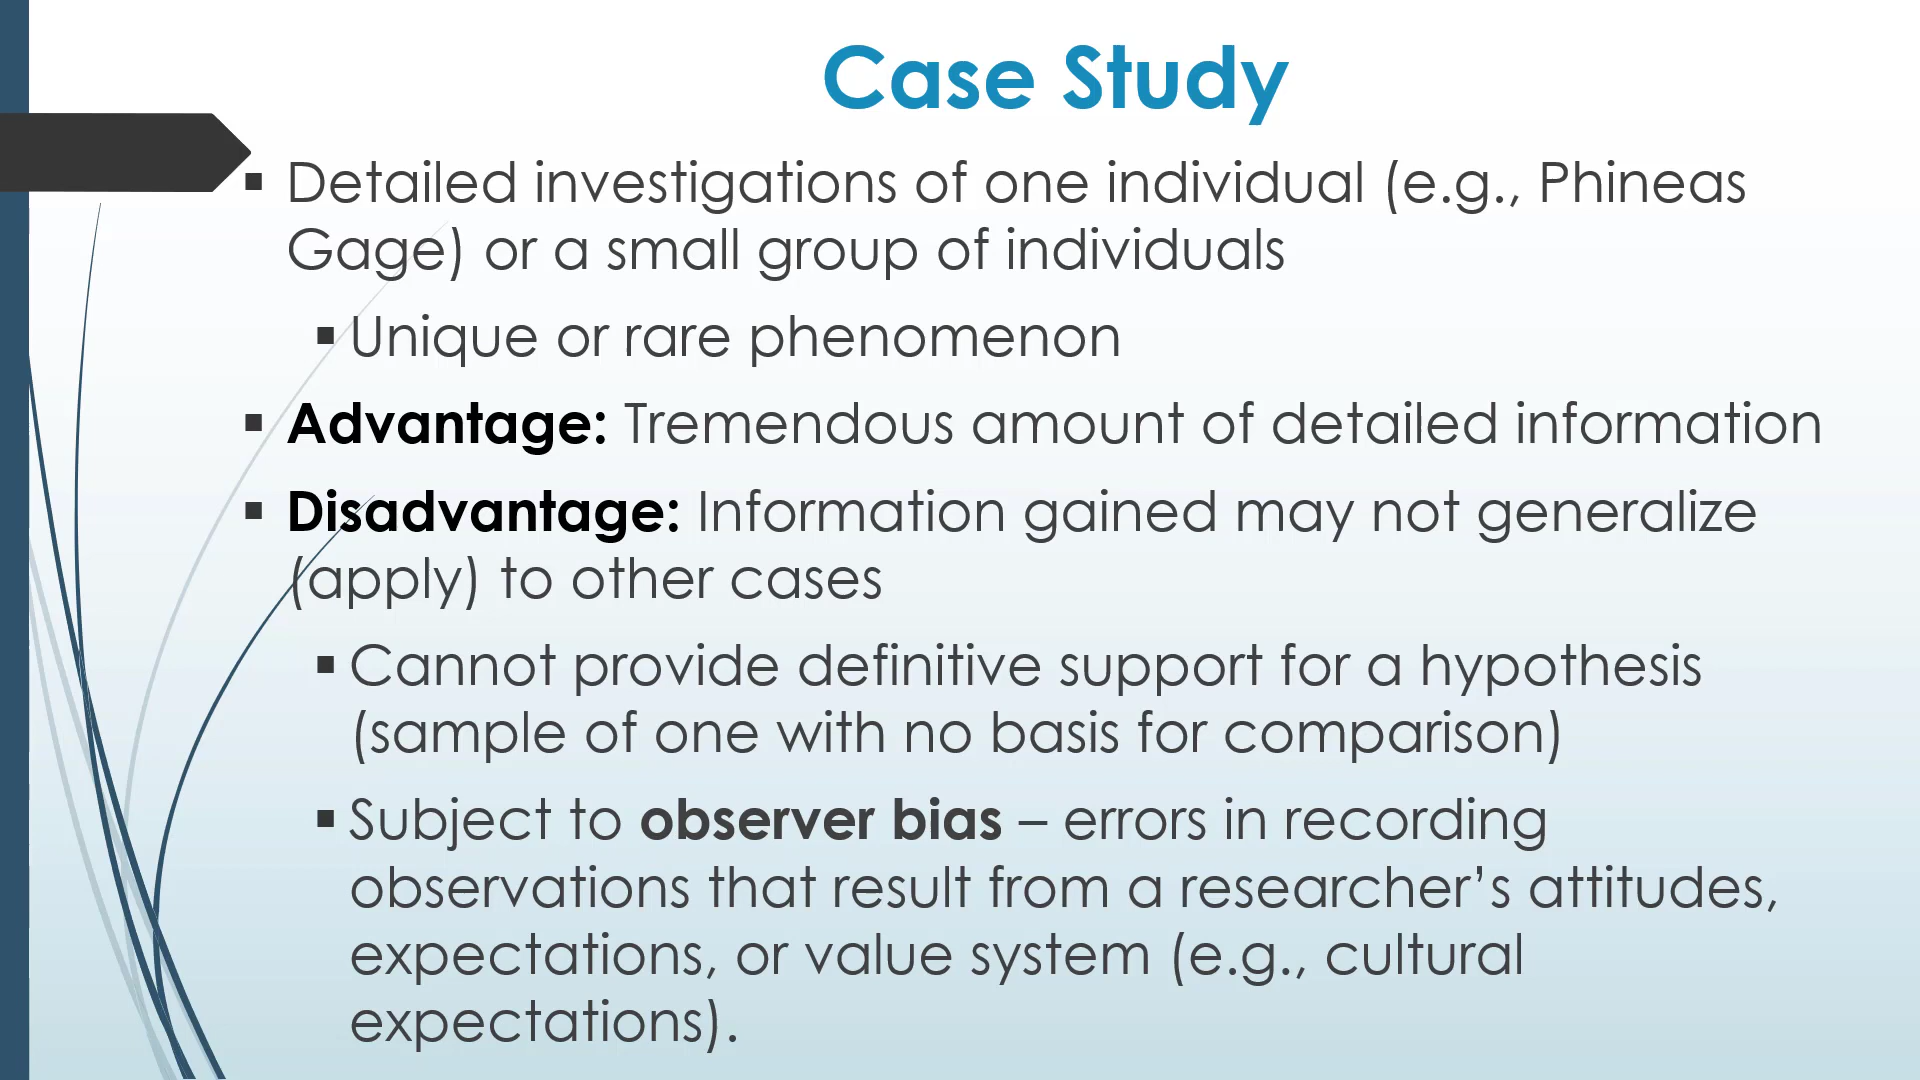 Case Study
▪ Detailed investigations of one individual (e.g., Phineas
Gage) or a small group of individuals
▪ Unique or rare phenomenon
▪ Advantage: Tremendous amount of detailed information
▪ Disadvantage: Information gained may not generalize
(apply) to other cases
▪ Cannot provide definitive support for a hypothesis
(sample of one with no basis for comparison)
▪ Subject to observer bias – errors in recording
observations that result from a researcher’s attitudes,
expectations, or value system (e.g., cultural
expectations).